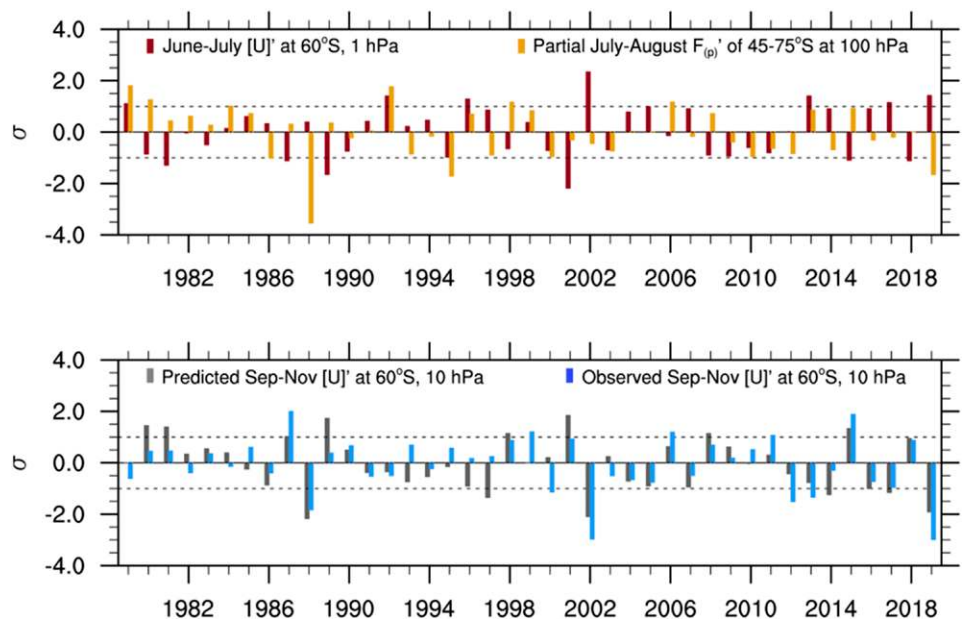 4.0
June-July [U]' at 60°S, 1 hPa
Partial July-August F(p)' of 45-75°S at 100 hPa
2.0
σ
0.0
-2.0
-4.0
1982 1986 1990 1994 1998 2002 2006 2010 2014 2018
4.0
Predicted Sep-Nov [U]' at 60°S, 10 hPa
Observed Sep-Nov [U]' at 60°S, 10 hPa
2.0
σ
0.0
-2.0
-4.0
1982 1986 1990 1994 1998 2002 2006 2010 2014 2018